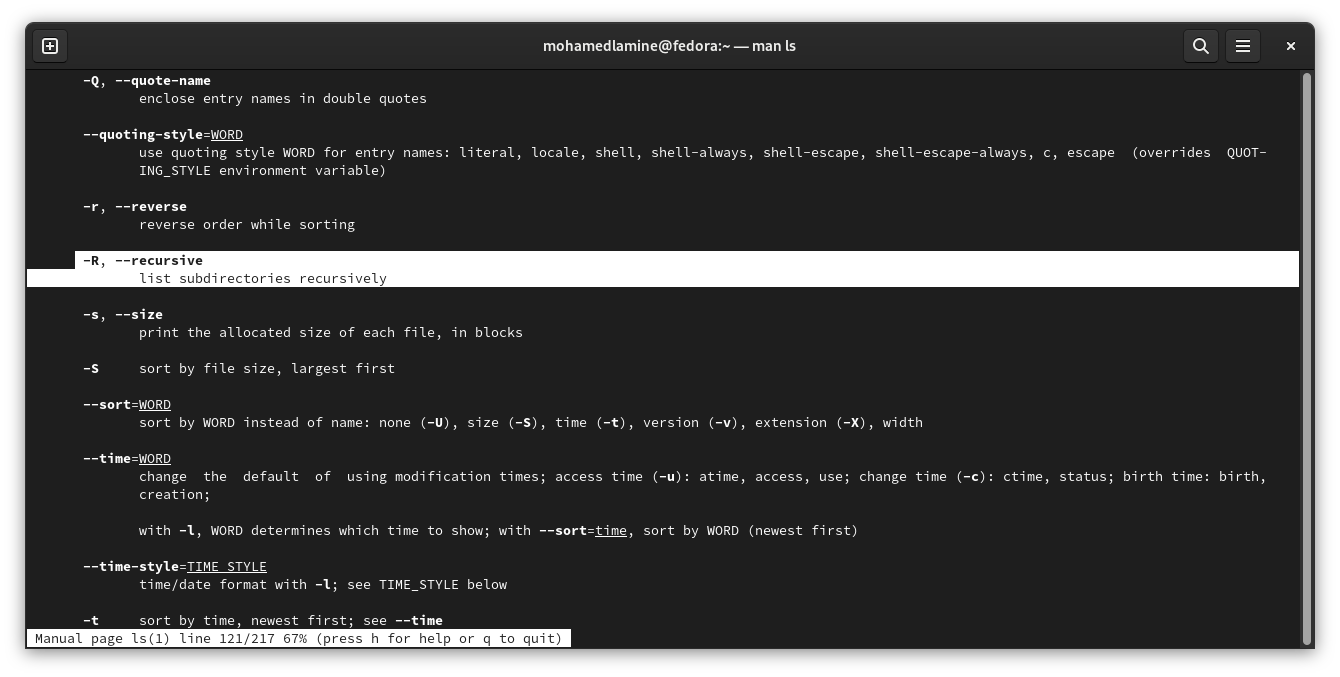 mohamedlamine@fedora:~ — man ls
-Q, --quote-name
enclose entry names in double quotes
--quoting-style=WORD
use quoting style WORD for entry names: literal, locale, shell, shell-always, shell-escape, shell-escape-always, c, escape  (overrides  QUOT-
ING_STYLE environment variable)
-r, --reverse
reverse order while sorting
-R, --recursive
list subdirectories recursively
-s, --size
print the allocated size of each file, in blocks
-S     sort by file size, largest first
--sort=WORD
sort by WORD instead of name: none (-U), size (-S), time (-t), version (-v), extension (-X), width
--time=WORD
change  the  default  of  using modification times; access time (-u): atime, access, use; change time (-c): ctime, status; birth time: birth,
creation;
with -l, WORD determines which time to show; with --sort=time, sort by WORD (newest first)
--time-style=TIME_STYLE
time/date format with -l; see TIME_STYLE below
-t     sort by time, newest first; see --time
Manual page ls(1) line 121/217 67% (press h for help or q to quit)